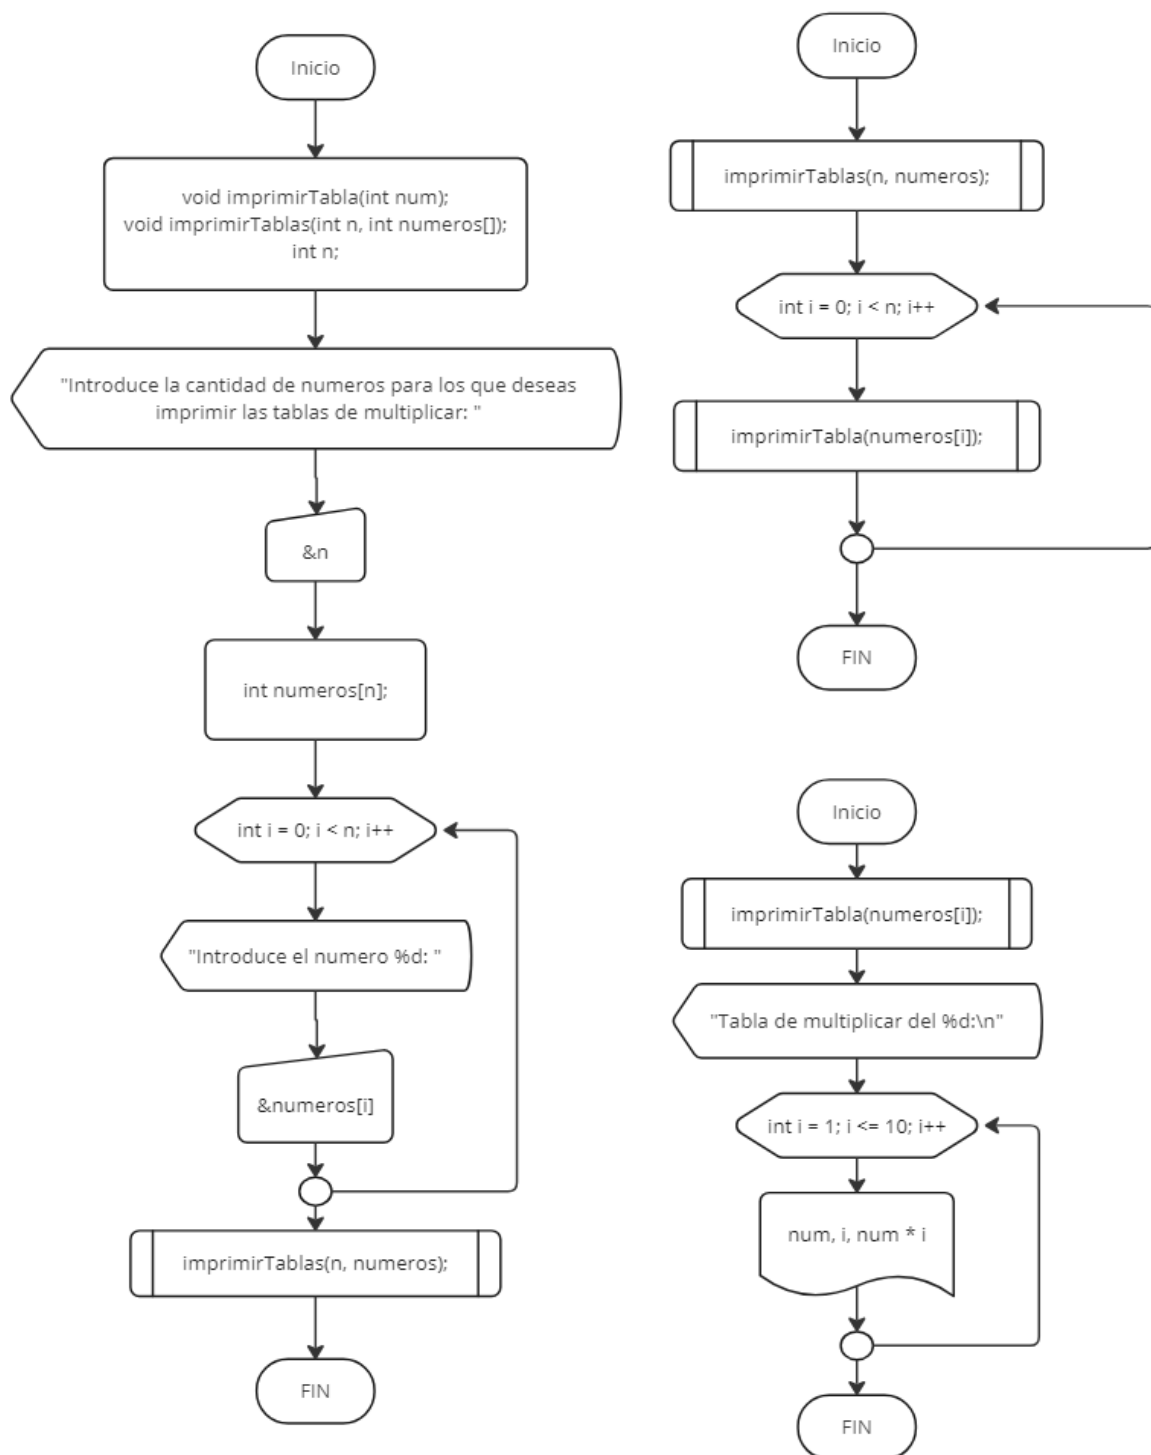 Inicio
void imprimirTabla(int num);
void imprimirTablas(int n, int numeros[]);
int n;
"Introduce la cantidad de numeros para los que deseas
imprimir las tablas de multiplicar: "
&n
int numeros[n];
int i = 0; i < n; i++
"Introduce el numero %d: "
&numeros[i]
imprimirTablas(n, numeros);
FIN
Inicio
imprimirTablas(n, numeros);
int i = 0; i < n; i++
imprimirTabla(numeros[i]);
FIN
Inicio
imprimirTabla(numeros[i]);
"Tabla de multiplicar del %d:\n"
int i = 1; i <= 10; i++
num, i, num * i
FIN